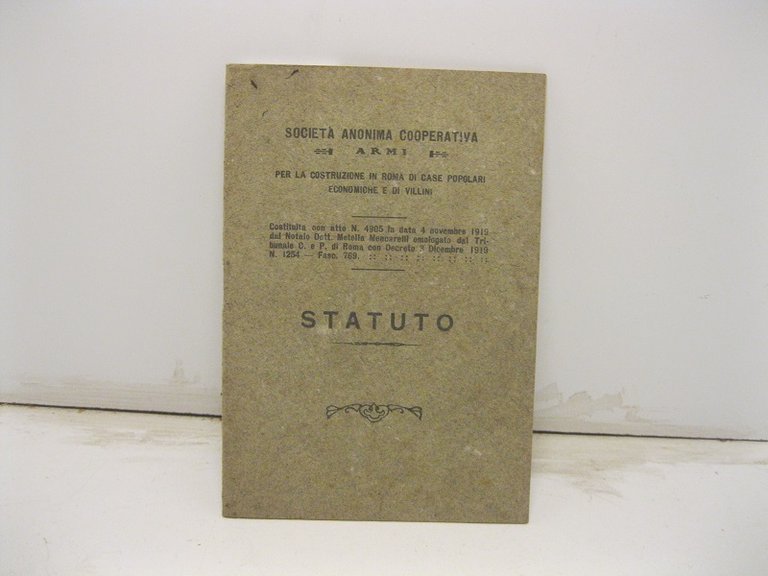 SOCIETÀ ANONIMA COOPERATIVA
ARMI
PER LA COSTRUZIONE IN ROMA DI CASE POPOLARI
ECONOMICHE E DI VILLINI
Costituita con atto N. 4905 in data 4 novembre 1919
dal Notaio Dott. Metello Mencarelli omologato dal Tri-
bunale C. e P. di Roma con Decreto 3 Dicembre 1919
N. 1254 — Fasc. 769. :: :: :: :: :: :: :: ::
STATUTO